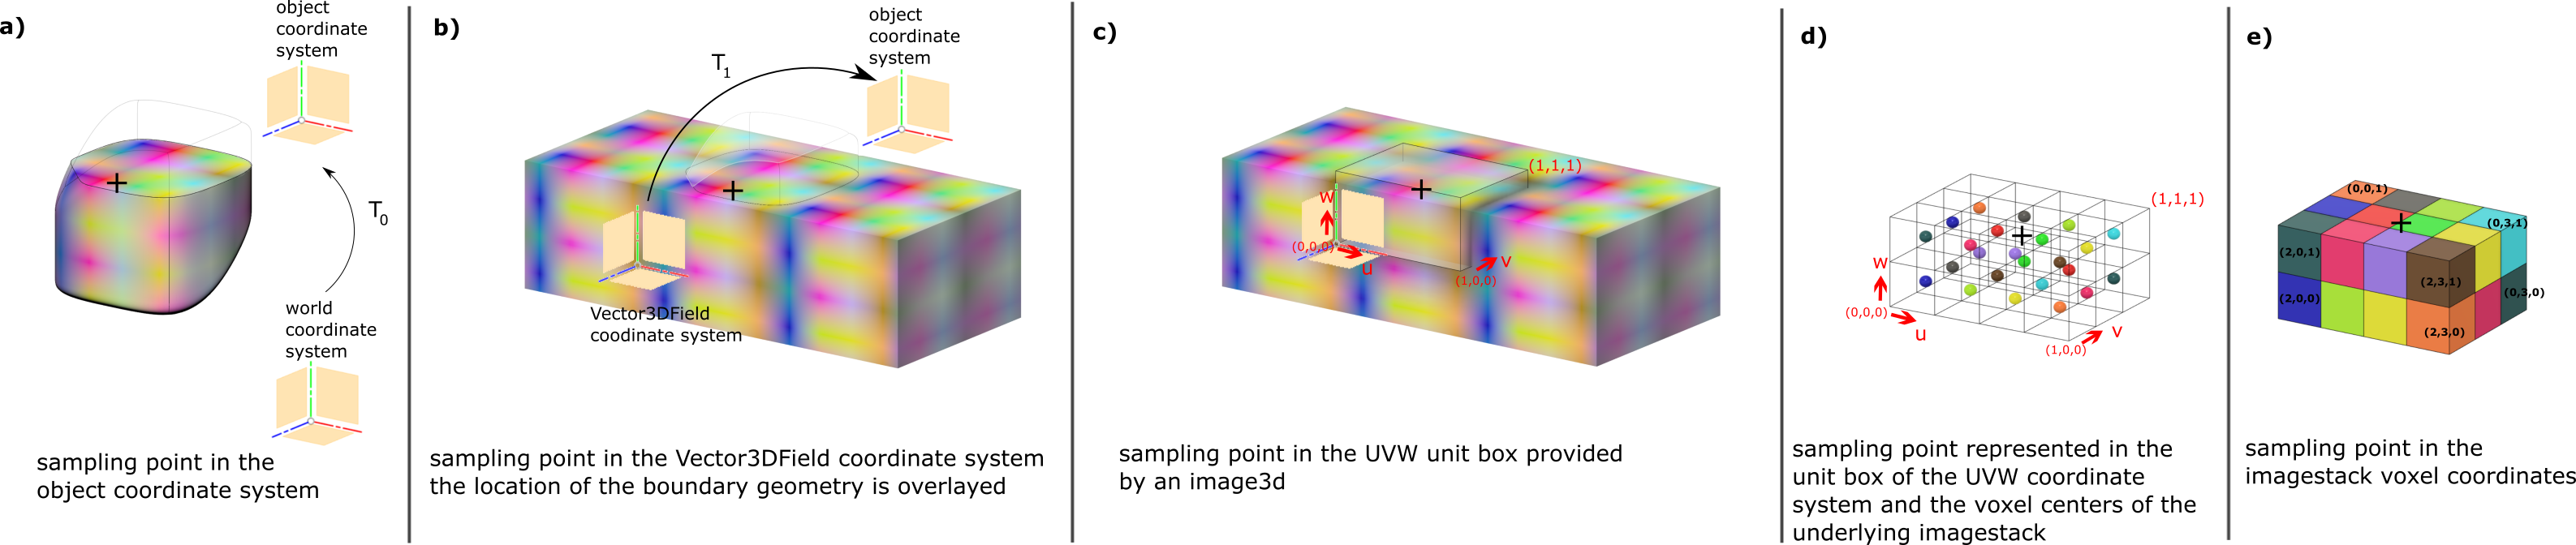 a)
object
coordinate
system
T0
world
coordinate
system
sampling point in the
object coordinate system
b)
object
coordinate
system
T1
Vector3DField
coodinate system
sampling point in the Vector3DField coordinate system
the location of the boundary geometry is overlayed
c)
(1,1,1)
w
(0,0,0)
u
v
(1,0,0)
sampling point in the UVW unit box provided
by an image3d
d)
(1,1,1)
w
(0,0,0)
u
v
(1,0,0)
sampling point represented in the
unit box of the UVW coordinate
system and the voxel centers of the
underlying imagestack
e)
(0,0,1)
(0,3,1)
(2,0,1)
(2,3,1)
(0,3,0)
(2,0,0)
(2,3,0)
sampling point in the
imagestack voxel coordinates